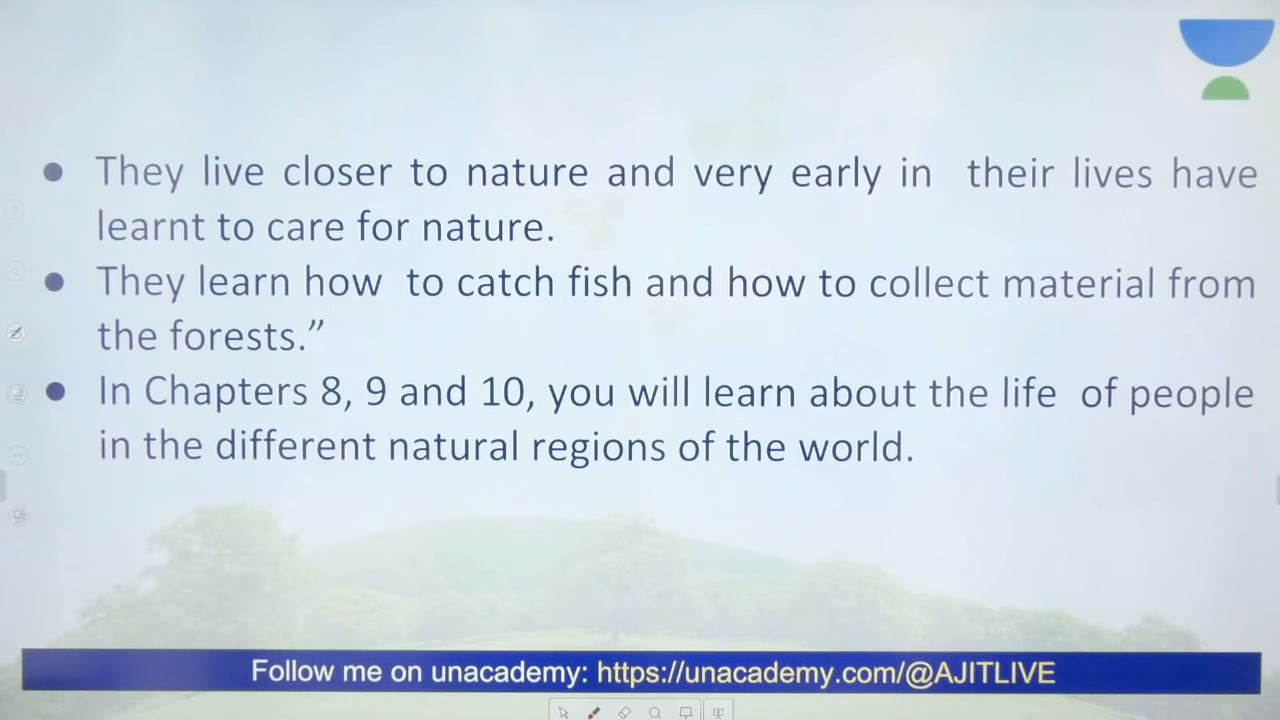 They live closer to nature and very early in their lives have
learnt to care for nature.
They learn how to catch fish and how to collect material from
the forests.”
In Chapters 8, 9 and 10, you will learn about the life of people
in the different natural regions of the world.
Follow me on unacademy: https://unacademy.com/@AJITLIVE